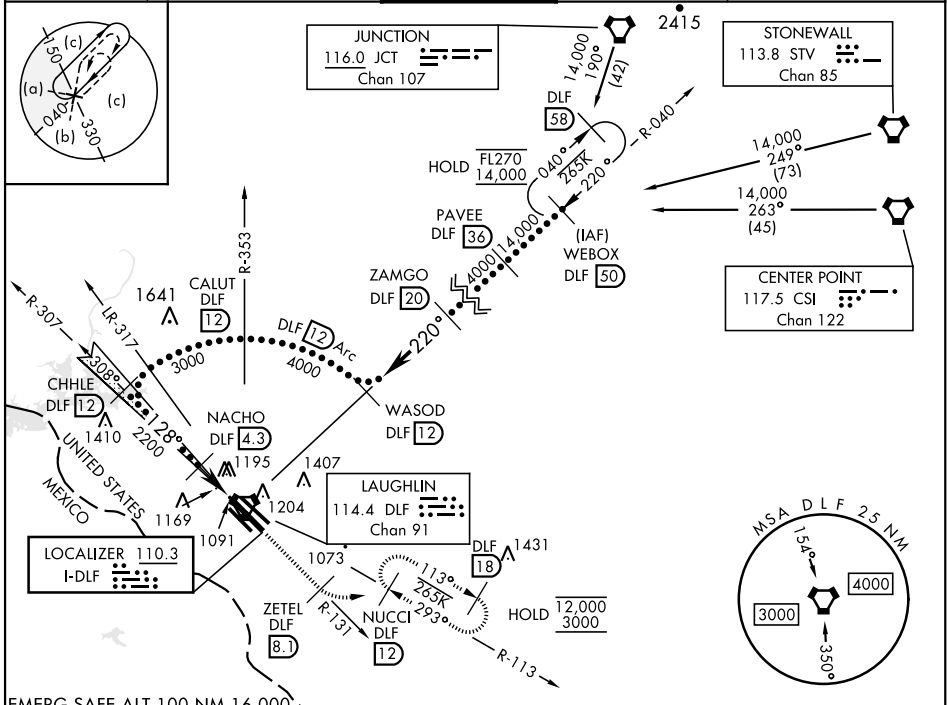 (c)
150
(a)
040
(b)
330
(c)
JUNCTION
116.0 JCT
Chan 107
2415
STONEWALL
113.8 STV
Chan 85
14,000
190°
(42)
DLF
58
R-040
HOLD
FL270
14,000
040°
265K
220°
14,000
249°
(73)
14,000
263°
(45)
PAVEE
DLF 36
4000
14,000
(IAF)
WEBOX
DLF 50
CENTER POINT
117.5 CSI
Chan 122
ZAMGO
DLF 20
220°
R-353
CALUT
DLF
12
1641
R-307
LR-317
DLF 12 Arc
3000
4000
308°
CHHLE
DLF 12
1410
128°
2200
NACHO
DLF 4.3
WASOD
DLF 12
UNITED STATES
MEXICO
1195
1407
1169
1204
1091
LAUGHLIN
114.4 DLF
Chan 91
LOCALIZER 110.3
I-DLF
1073
DLF
18
1431
113°
265K
293°
HOLD
12,000
3000
ZETEL
DLF
8.1
R-131
NUCCI
DLF
12
R-113
MSA DLF 25 NM
154°
4000
3000
350°
EMERG SAFE ALT 100 NM 16,000